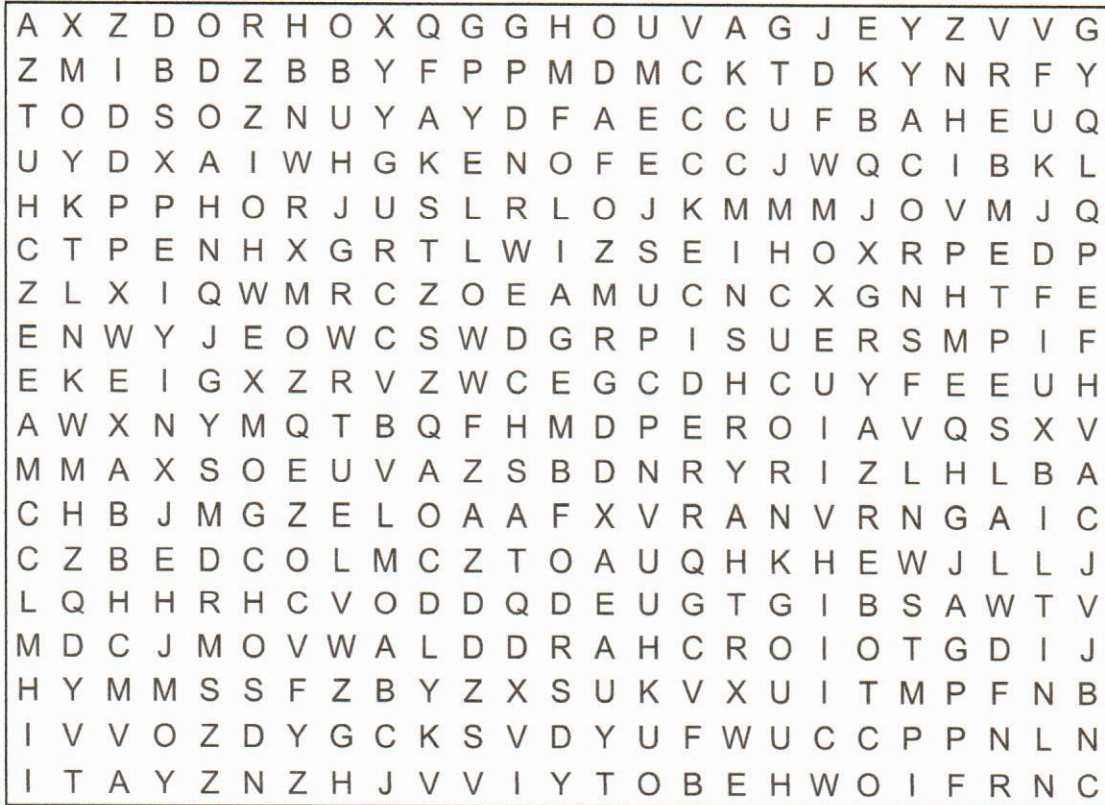 A X Z D O R H O X Q G G H O U V A G J E Y Z V V G
Z M I B D Z B B Y F P P M D M C K T D K Y N R F Y
T O D S O Z N U Y A Y D F A E C C U F B A H E U Q
U Y D X A I W H G K E N O F E C C J W Q C I B K L
H K P P H O R J U S L R L O J K M M M J O V M J Q
C T P E N H X G R T L W I Z S E I H O X R P E D P
Z L X I Q W M R C Z O E A M U C N C X G N H T F E
E N W Y J E O W C S W D G R P I S U E R S M P I F
E K E I G X Z R V Z W C E G C D H C U Y F E E U H
A W X N Y M Q T B Q F H M D P E R O I A V Q S X V
M M A X S O E U V A Z S B D N R Y R I Z L H L B A
C H B J M G Z E L O A A F X V R A N V R N G A I C
C Z B E D C O L M C Z T O A U Q H K H E W J L L J
L Q H H R H C V O D D Q D E U G T G I B S A W T V
M D C J M O V W A L D D R A H C R O I O T G D I J
H Y M M S S F Z B Y Z X S U K V X U I T M P F N B
I V V O Z D Y G C K S V D Y U F W U C C P P N L N
I T A Y Z N Z H J V V I Y T O B E H W O I F R N C